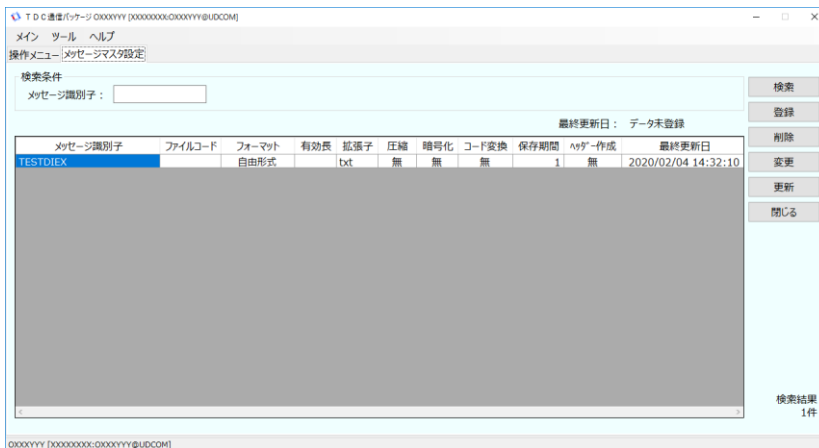 TDC通信パッケージ OXXXYYY [XXXXXXXX:OXXXYYY@UDCOM]
メイン ツール ヘルプ
操作メニュー メッセージマスタ設定
検索条件
メッセージ識別子：
検索
登録
最終更新日： データ未登録
削除
メッセージ識別子 ファイルコード フォーマット 有効長 拡張子 圧縮 暗号化 コード変換 保存期間 ヘッダー作成 最終更新日
TESTDIEX 自由形式 txt 無 無 無 1 無 2020/02/04 14:32:10
変更
更新
閉じる
検索結果
1件
OXXXYYY [XXXXXXXX:OXXXYYY@UDCOM]